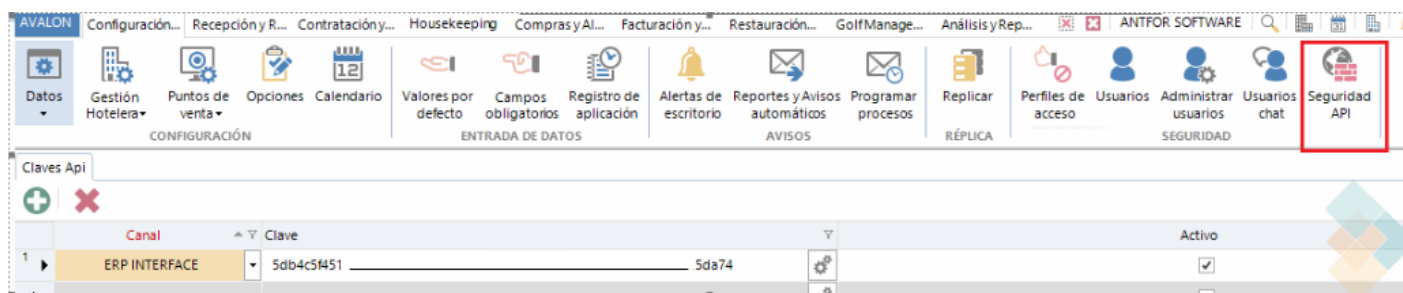 AVALON Configuración... Recepción y R... Contratación y... Housekeeping Compras y Al... Facturación y... Restauración... Golf Manage... Análisis y Rep... ANTFOR SOFTWARE
Datos Gestión Hotelera Puntos de venta Opciones Calendario Valores por defecto Campos obligatorios Registro de aplicación Alertas de escritorio Reportes y Avisos automáticos Programar procesos Replicar Perfiles de acceso Usuarios Administrar usuarios Usuarios chat Seguridad API
CONFIGURACIÓN ENTRADA DE DATOS AVISOS RÉPLICA SEGURIDAD
Claves Api
Canal Clave Activo
1 ERP INTERFACE 5db4c5f451 5da74